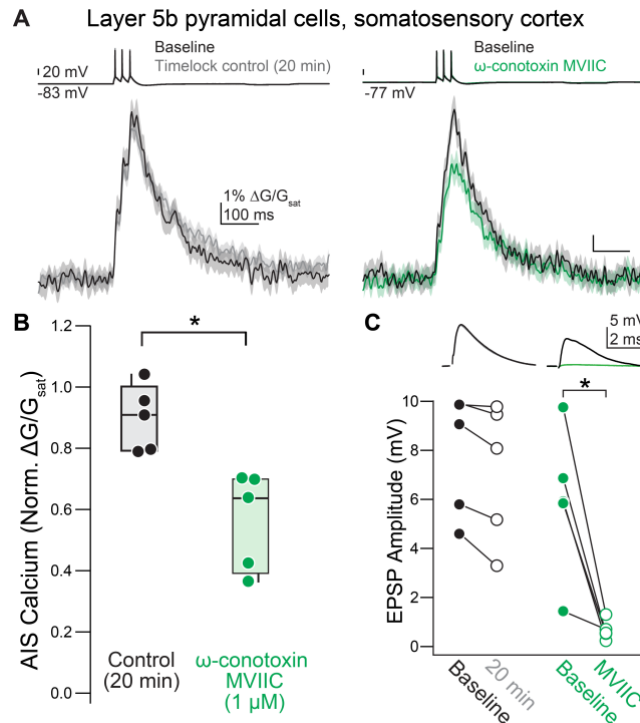 Layer 5b pyramidal cells, somatosensory cortex
A
Baseline
Timelock control (20 min)
20 mV
-83 mV
1% ΔG/Gsat
100 ms
Baseline
ω-conotoxin MVIIC
-77 mV
B
AIS Calcium (Norm. ΔG/Gsat)
1.2
1.0
0.8
0.6
0.4
0.2
0.0
*
Control
(20 min)
ω-conotoxin
MVIIC
(1 µM)
C
5 mV
2 ms
EPSP Amplitude (mV)
10
8
6
4
2
0
*
Baseline
20 min
Baseline
MVIIC